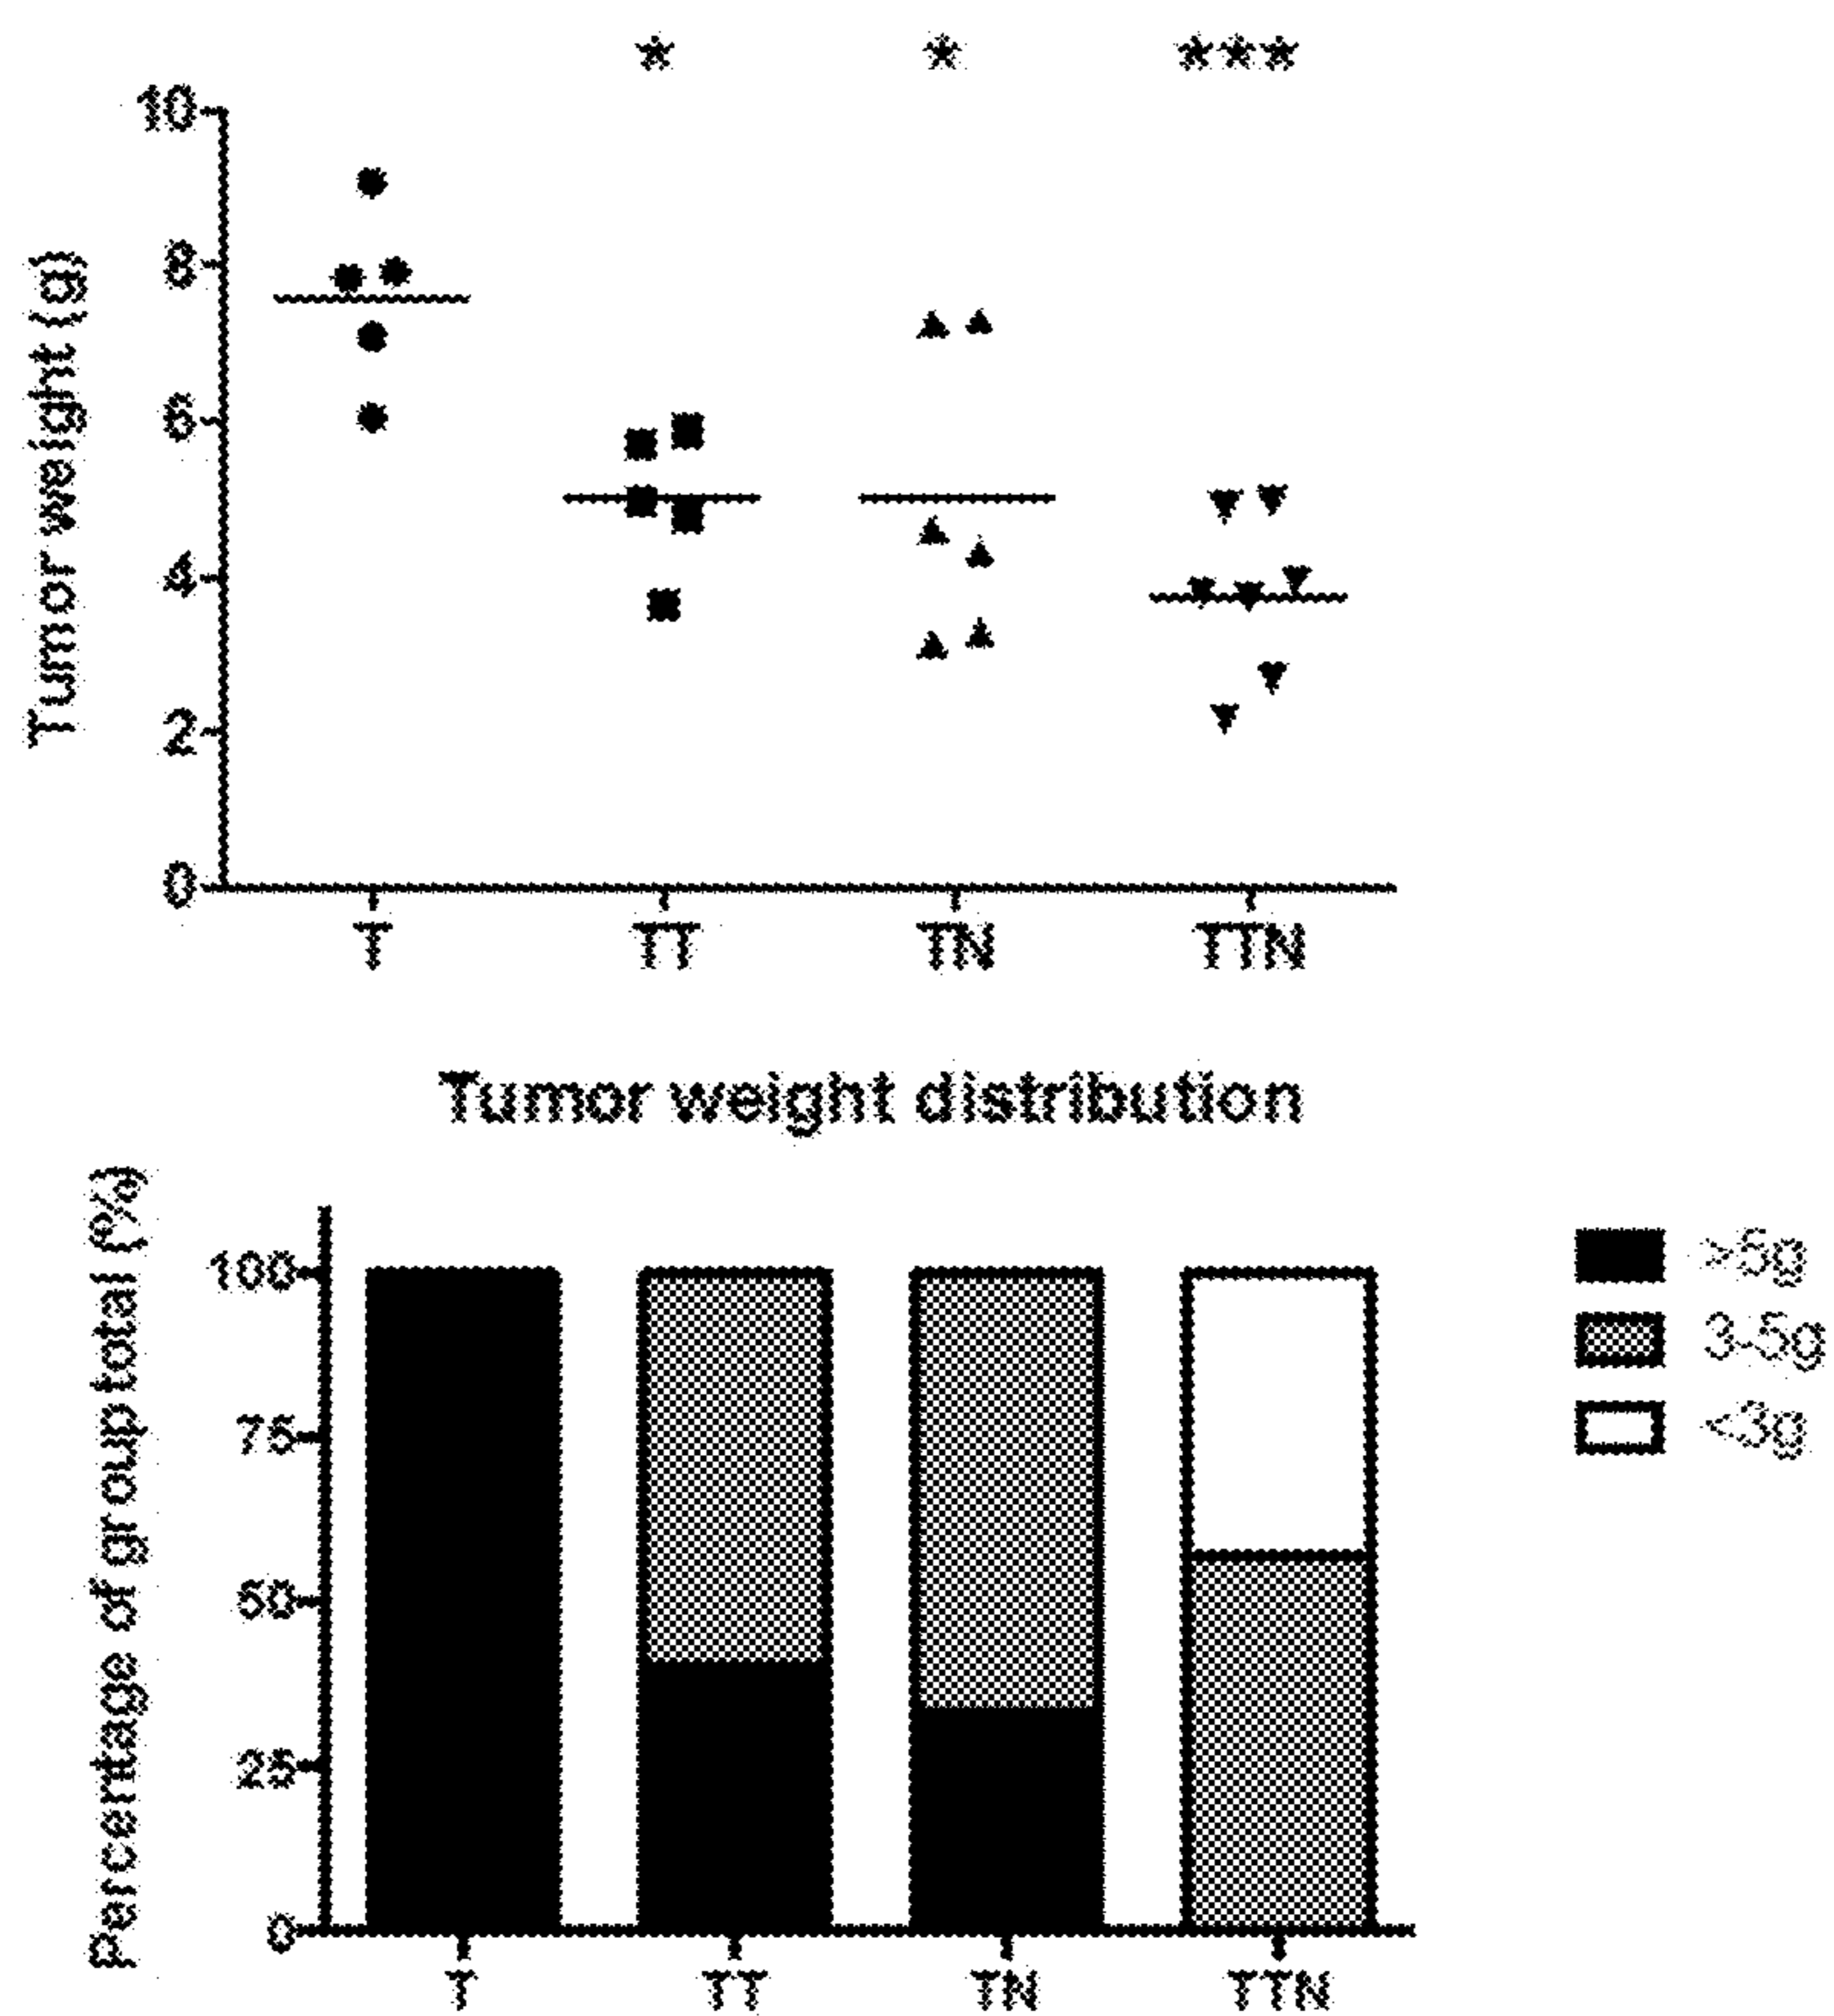 * * ***
Tumor weight (g)
10
8
6
4
2
0
T TT TN TTN
Tumor weight distribution
Percentage of group total (%)
100
75
50
25
0
T TT TN TTN
>5g
3-5g
<3g